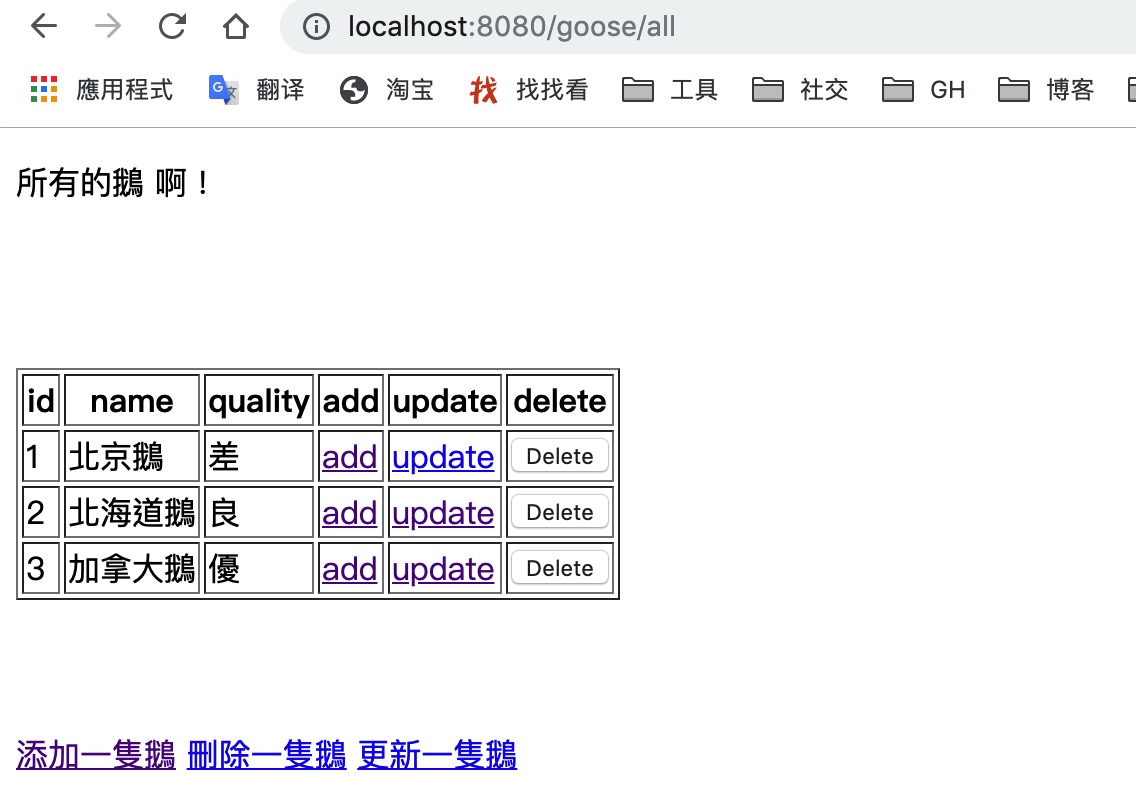 localhost:8080/goose/all
應用程式 翻译 淘宝 找 找找看 工具 社交 GH 博客
所有的鵝 啊！
id name quality add update delete
1 北京鵝 差 add update Delete
2 北海道鵝 良 add update Delete
3 加拿大鵝 優 add update Delete
添加一隻鵝 刪除一隻鵝 更新一隻鵝